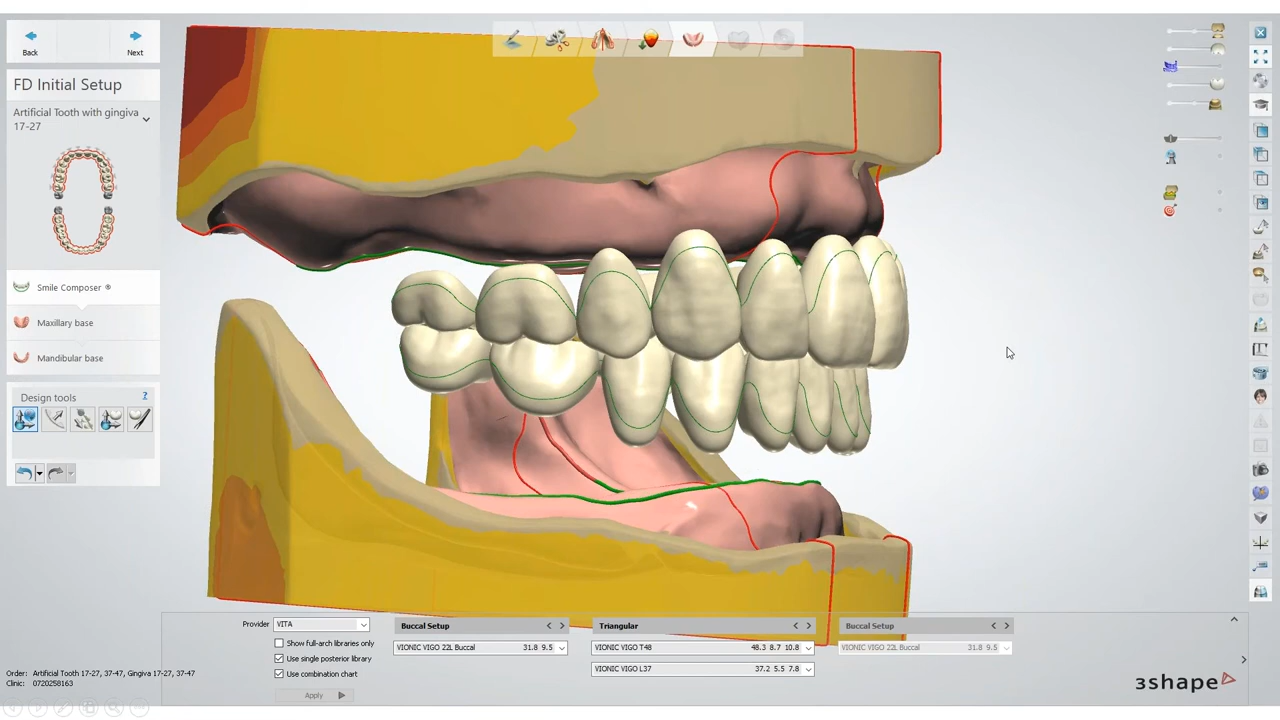 Back
Next
FD Initial Setup
Artificial Tooth with gingiva
17-27
Smile Composer ®
Maxillary base
Mandibular base
Design tools
?
Provider
VITA
Show full-arch libraries only
Use single posterior library
Use combination chart
Apply
Buccal Setup
VIONIC VIGO 22L Buccal 31.8 9.5
Triangular
VIONIC VIGO T48 48.3 8.7 10.8
VIONIC VIGO L37 37.2 5.5 7.8
Buccal Setup
VIONIC VIGO 22L Buccal 31.8 9.5
Order: Artificial Tooth 17-27, 37-47, Gingiva 17-27, 37-47
Clinic: 0720258163
3shape